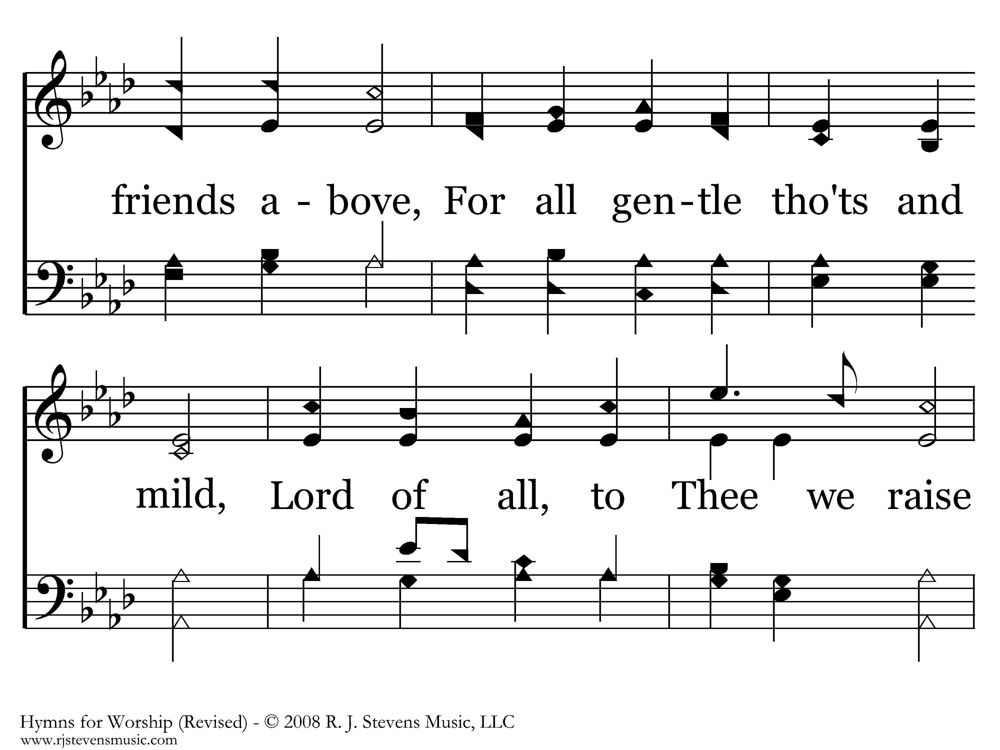 friends a - bove, For all gen - tle tho'ts and
mild, Lord of all, to Thee we raise
Hymns for Worship (Revised) - © 2008 R. J. Stevens Music, LLC
www.rjstevensmusic.com